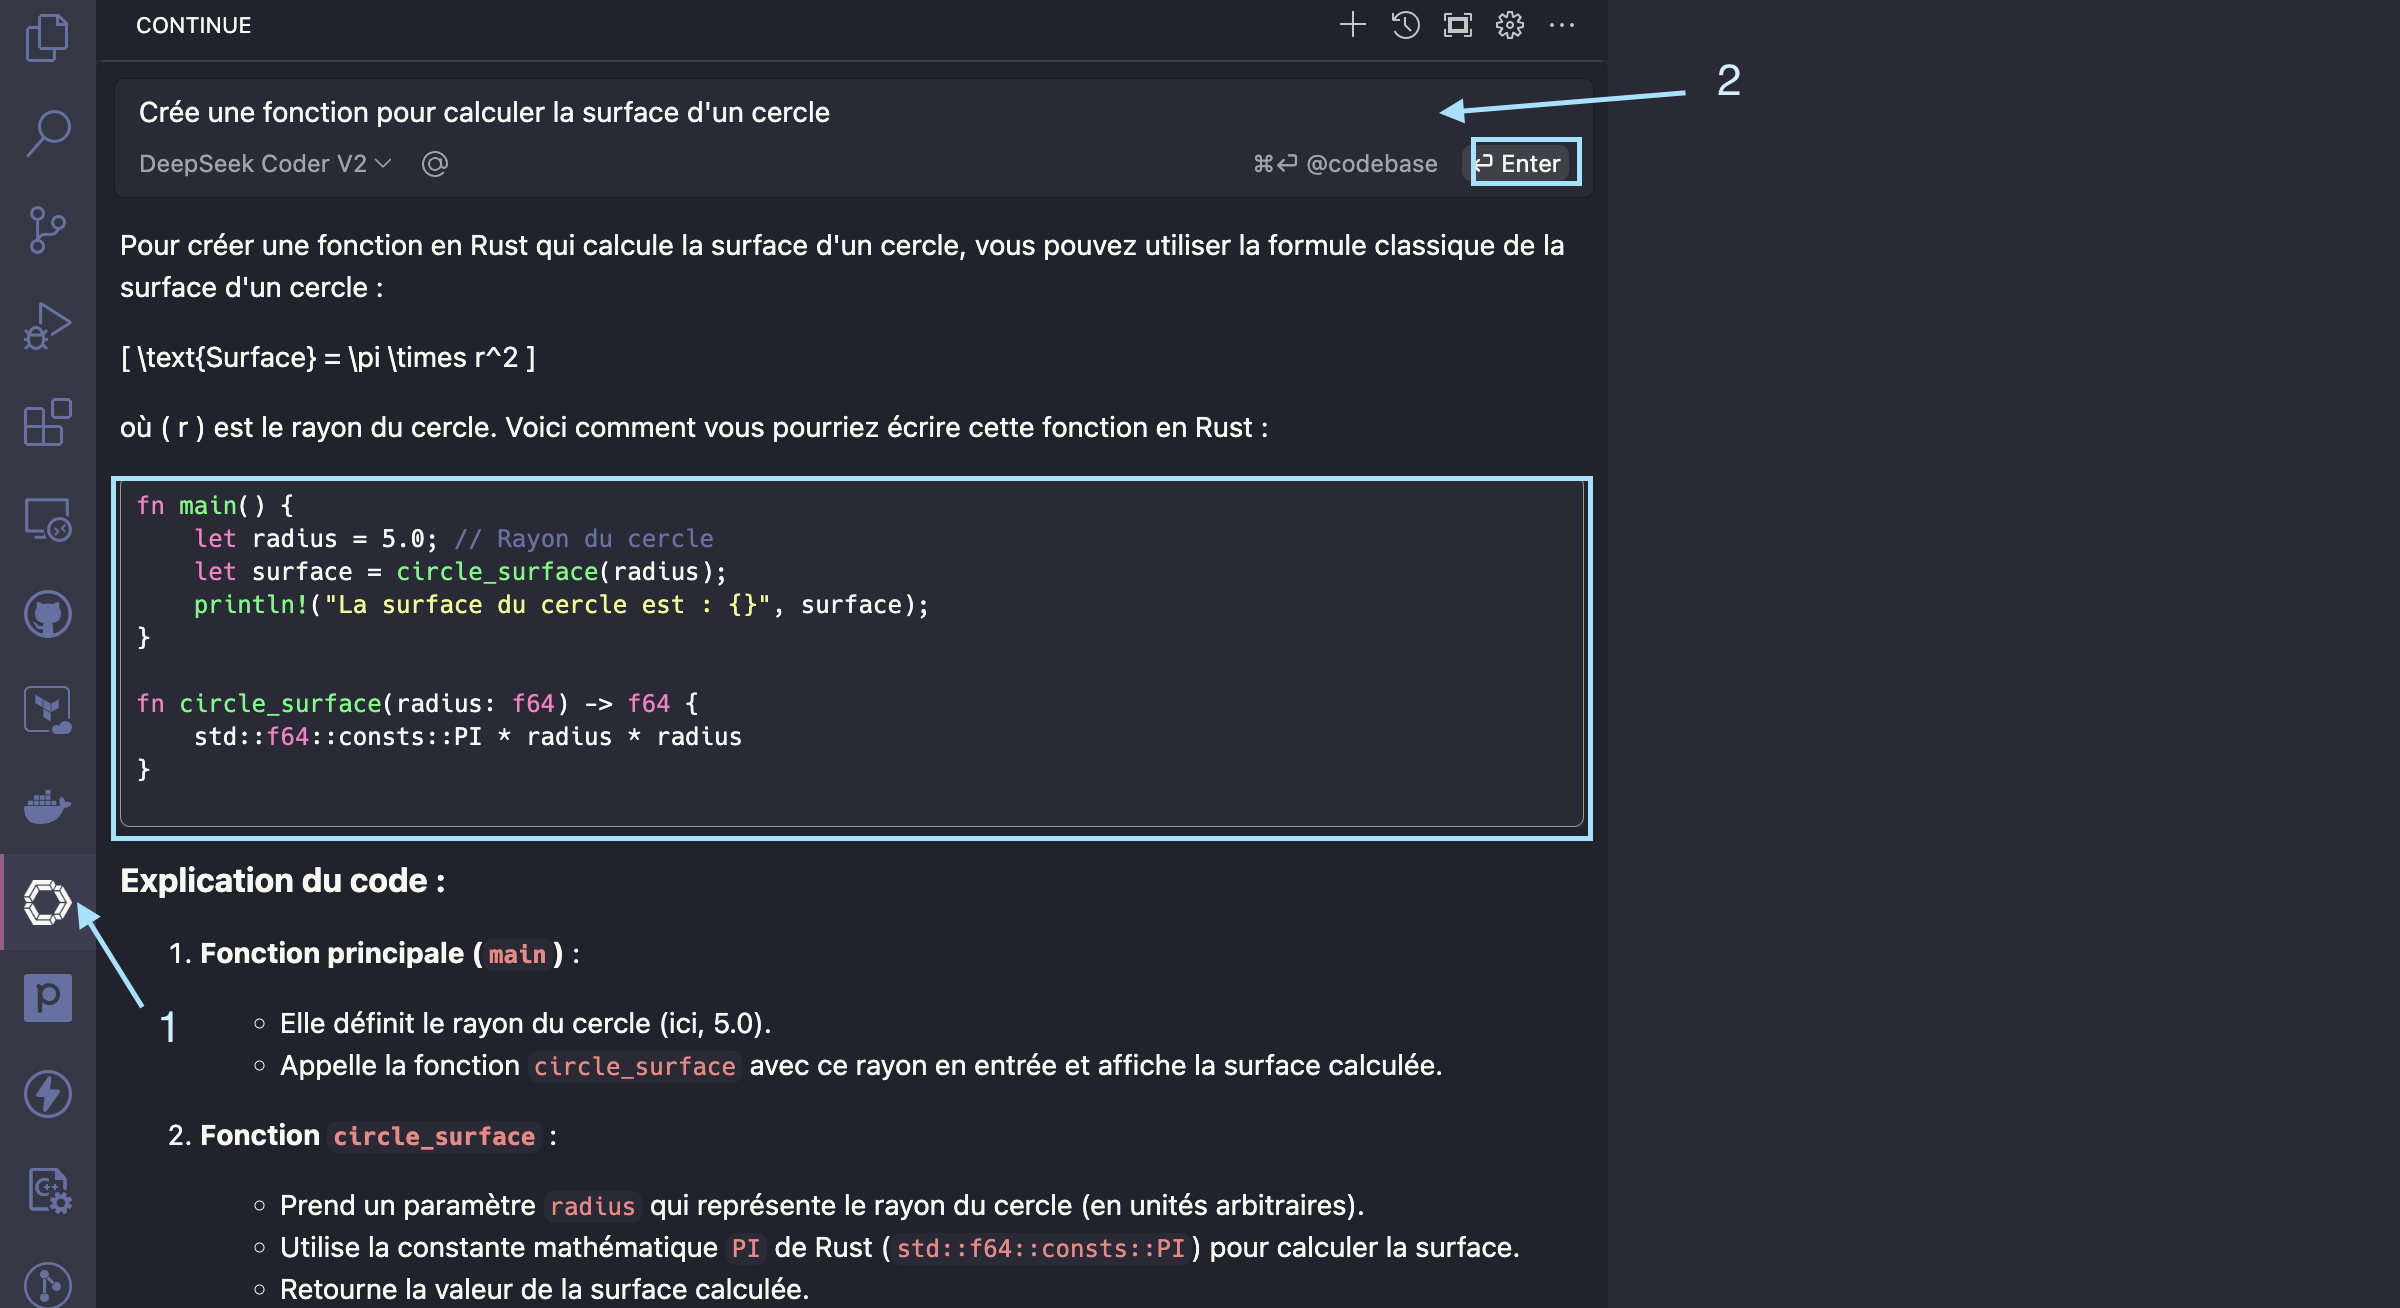 CONTINUE
2
Crée une fonction pour calculer la surface d'un cercle
DeepSeek Coder V2
⌘⏎ @codebase
⏎ Enter
Pour créer une fonction en Rust qui calcule la surface d'un cercle, vous pouvez utiliser la formule classique de la
surface d'un cercle :
[ \text{Surface} = \pi \times r^2 ]
où ( r ) est le rayon du cercle. Voici comment vous pourriez écrire cette fonction en Rust :
fn main() {
    let radius = 5.0; // Rayon du cercle
    let surface = circle_surface(radius);
    println!("La surface du cercle est : {}", surface);
}
fn circle_surface(radius: f64) -> f64 {
    std::f64::consts::PI * radius * radius
}
Explication du code :
1. Fonction principale ( main ) :
1
◦ Elle définit le rayon du cercle (ici, 5.0).
◦ Appelle la fonction circle_surface avec ce rayon en entrée et affiche la surface calculée.
2. Fonction circle_surface :
◦ Prend un paramètre radius qui représente le rayon du cercle (en unités arbitraires).
◦ Utilise la constante mathématique PI de Rust ( std::f64::consts::PI ) pour calculer la surface.
◦ Retourne la valeur de la surface calculée.
p
C++